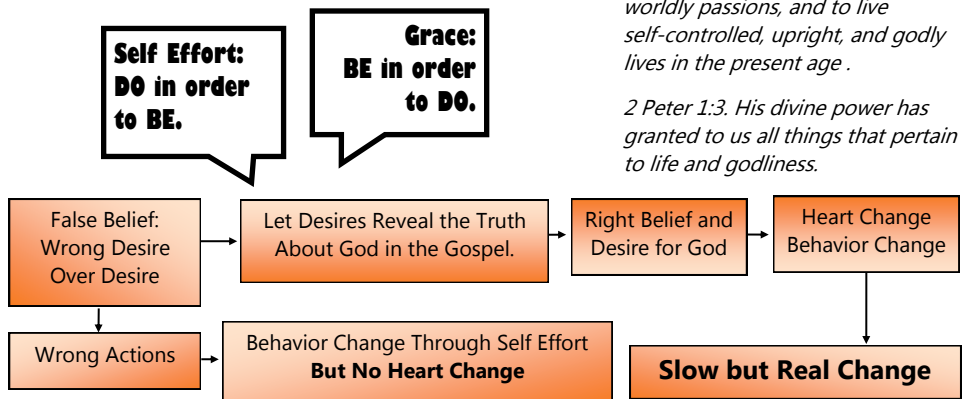 Self Effort:
DO in order
to BE.
Grace:
BE in order
to DO.
worldly passions, and to live
self-controlled, upright, and godly
lives in the present age .
2 Peter 1:3. His divine power has
granted to us all things that pertain
to life and godliness.
False Belief:
Wrong Desire
Over Desire
Let Desires Reveal the Truth
About God in the Gospel.
Right Belief and
Desire for God
Heart Change
Behavior Change
Wrong Actions
Behavior Change Through Self Effort
But No Heart Change
Slow but Real Change